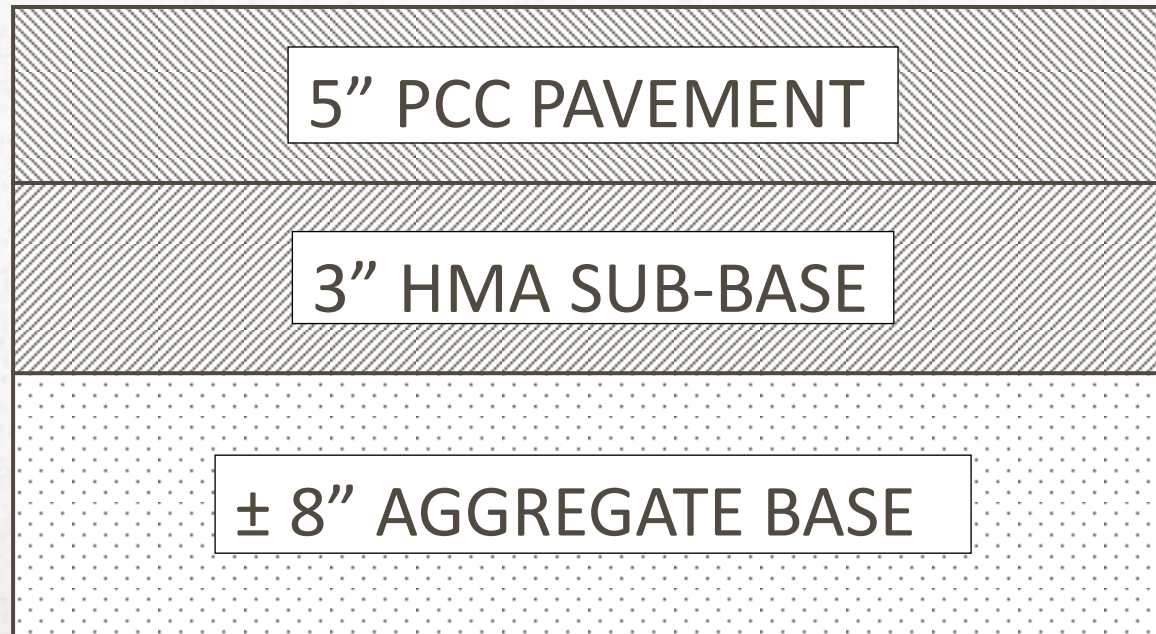 5” PCC PAVEMENT
3” HMA SUB-BASE
± 8” AGGREGATE BASE